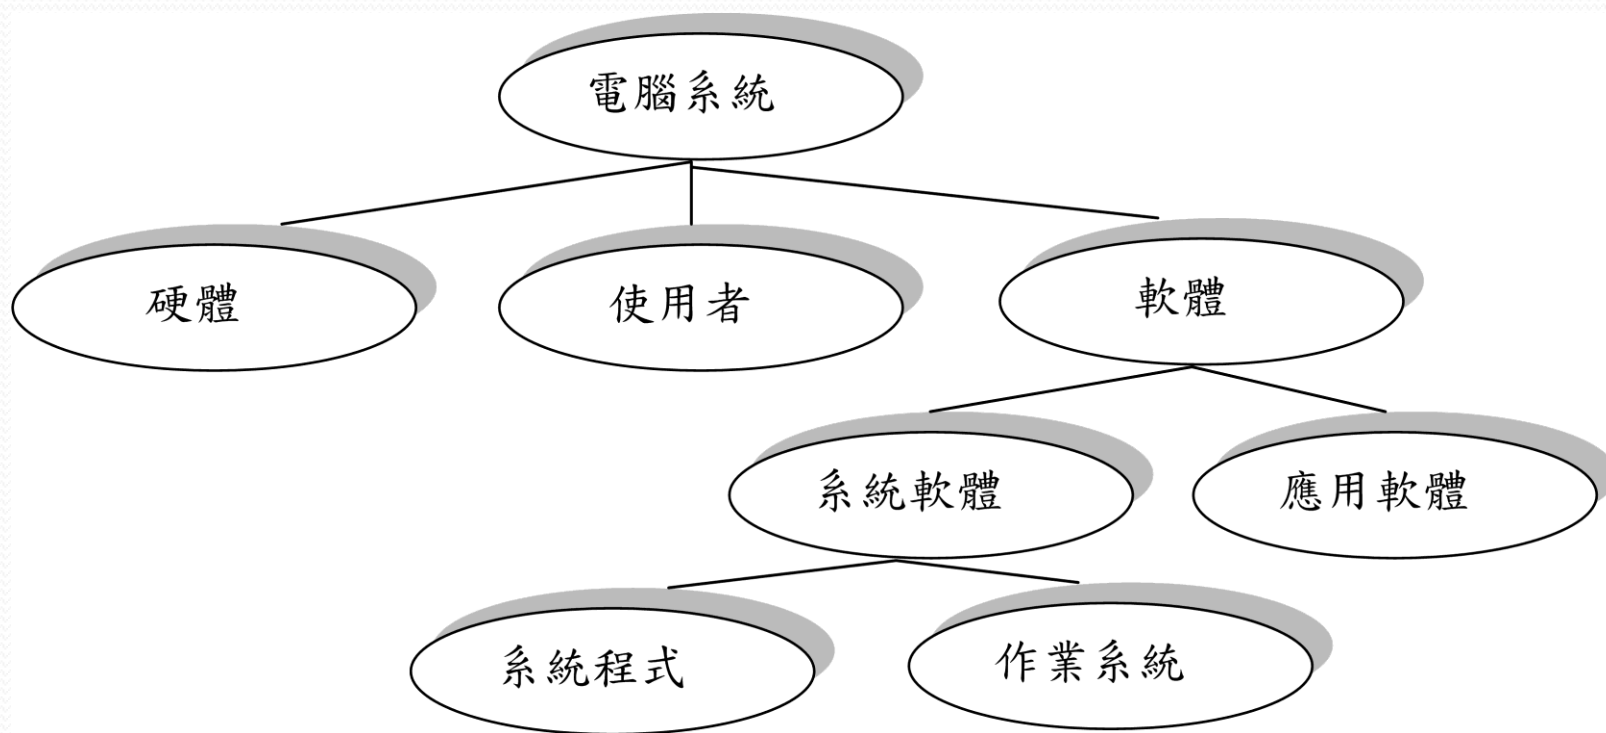 電腦系統
硬體
使用者
軟體
系統軟體
應用軟體
系統程式
作業系統